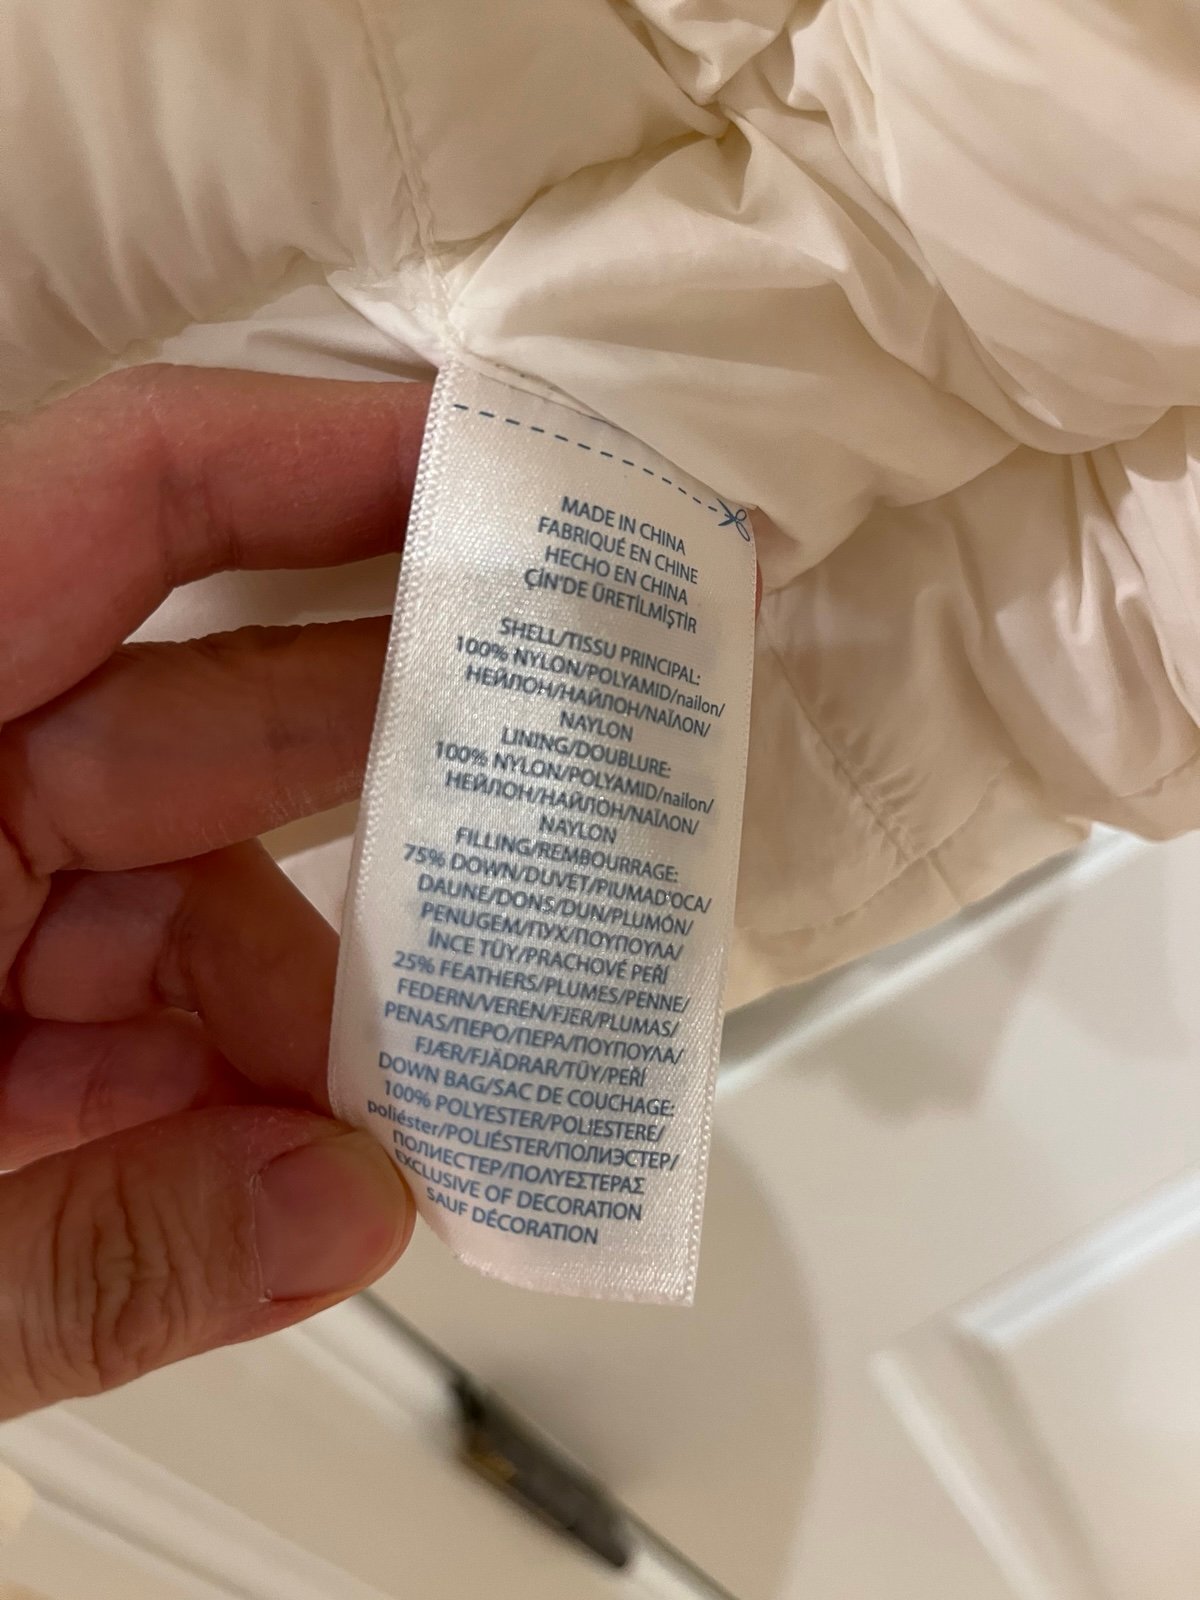 MADE IN CHINA
FABRIQUÉ EN CHINE
HECHO EN CHINA
ÇİN'DE ÜRETİLMİŞTİR
SHELL/TISSU PRINCIPAL:
100% NYLON/POLYAMID/nailon/
НЕЙЛОН/НАЙЛОН/ΝΑΪΛΟΝ/
NAYLON
LINING/DOUBLURE:
100% NYLON/POLYAMID/nailon/
НЕЙЛОН/НАЙЛОН/ΝΑΪΛΟΝ/
NAYLON
FILLING/REMBOURRAGE:
75% DOWN/DUVET/PIUMAD'OCA/
DAUNE/DONS/DUN/PLUMÓN/
PENUGEM/ПУХ/ΠΟΥΠΟΥΛΑ/
İNCE TÜY/PRACHOVÉ PEŘÍ
25% FEATHERS/PLUMES/PENNE/
FEDERN/VEREN/FJER/PLUMAS/
PENAS/ПЕРО/ПЕРА/ΠΟΥΠΟΥΛΑ/
FJÆR/FJÄDRAR/TÜY/PEŘÍ
DOWN BAG/SAC DE COUCHAGE:
100% POLYESTER/POLIESTERE/
poliéster/POLIÉSTER/ПОЛИЭСТЕР/
ПОЛИЕСТЕР/ΠΟΛΥΕΣΤΕΡΑΣ
EXCLUSIVE OF DECORATION
SAUF DÉCORATION